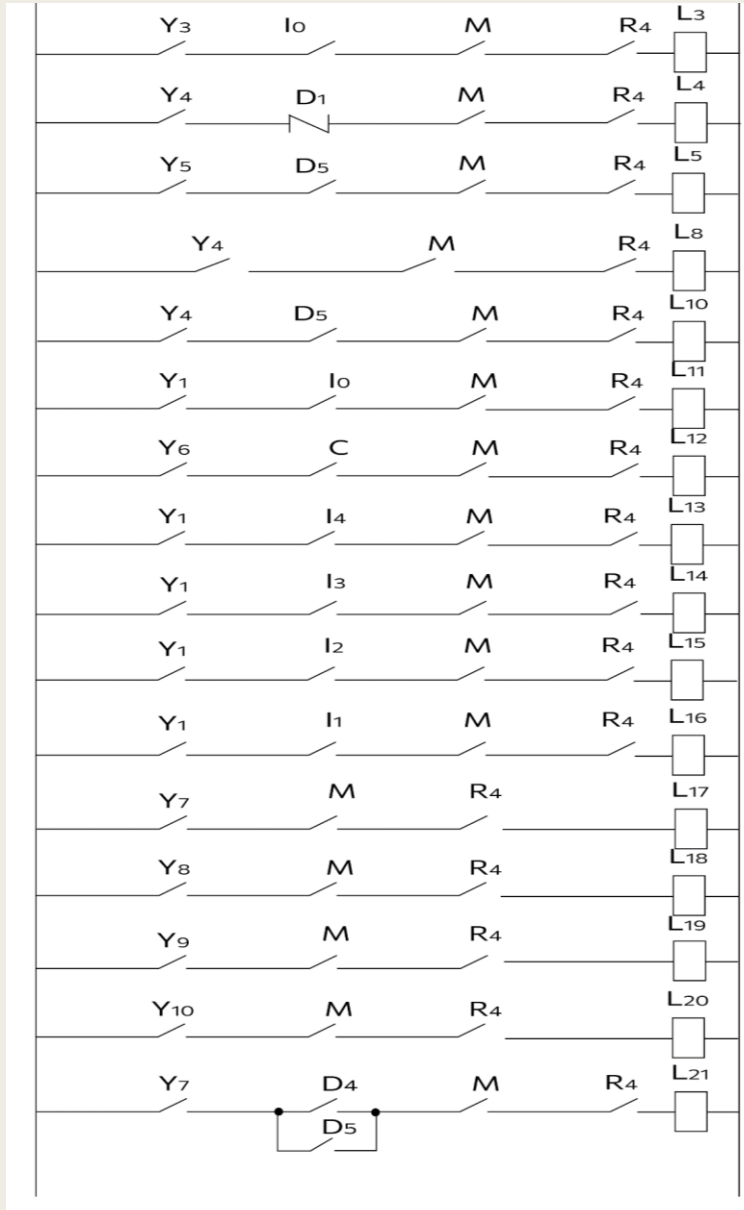 Y3 I0 M R4 L3
Y4 D1 M R4 L4
Y5 D5 M R4 L5
Y4 M R4 L8
Y4 D5 M R4 L10
Y1 I0 M R4 L11
Y6 C M R4 L12
Y1 I4 M R4 L13
Y1 I3 M R4 L14
Y1 I2 M R4 L15
Y1 I1 M R4 L16
Y7 M R4 L17
Y8 M R4 L18
Y9 M R4 L19
Y10 M R4 L20
Y7 D4 M R4 L21
D5